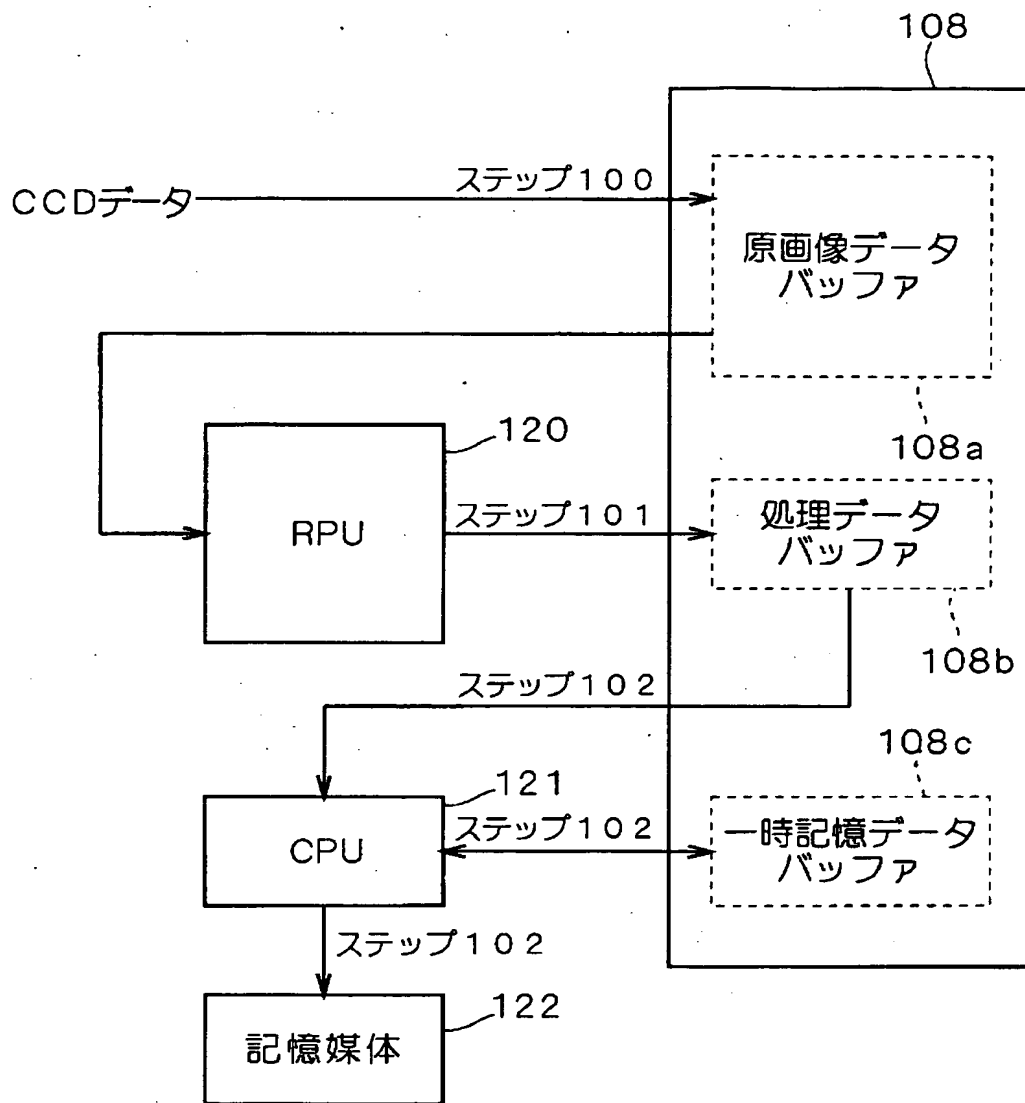 108
ステップ100
CCDデータ
原画像データ
バッファ
108a
120
RPU
ステップ101
処理データ
バッファ
108b
ステップ102
108c
121
CPU
ステップ102
一時記憶データ
バッファ
ステップ102
122
記憶媒体